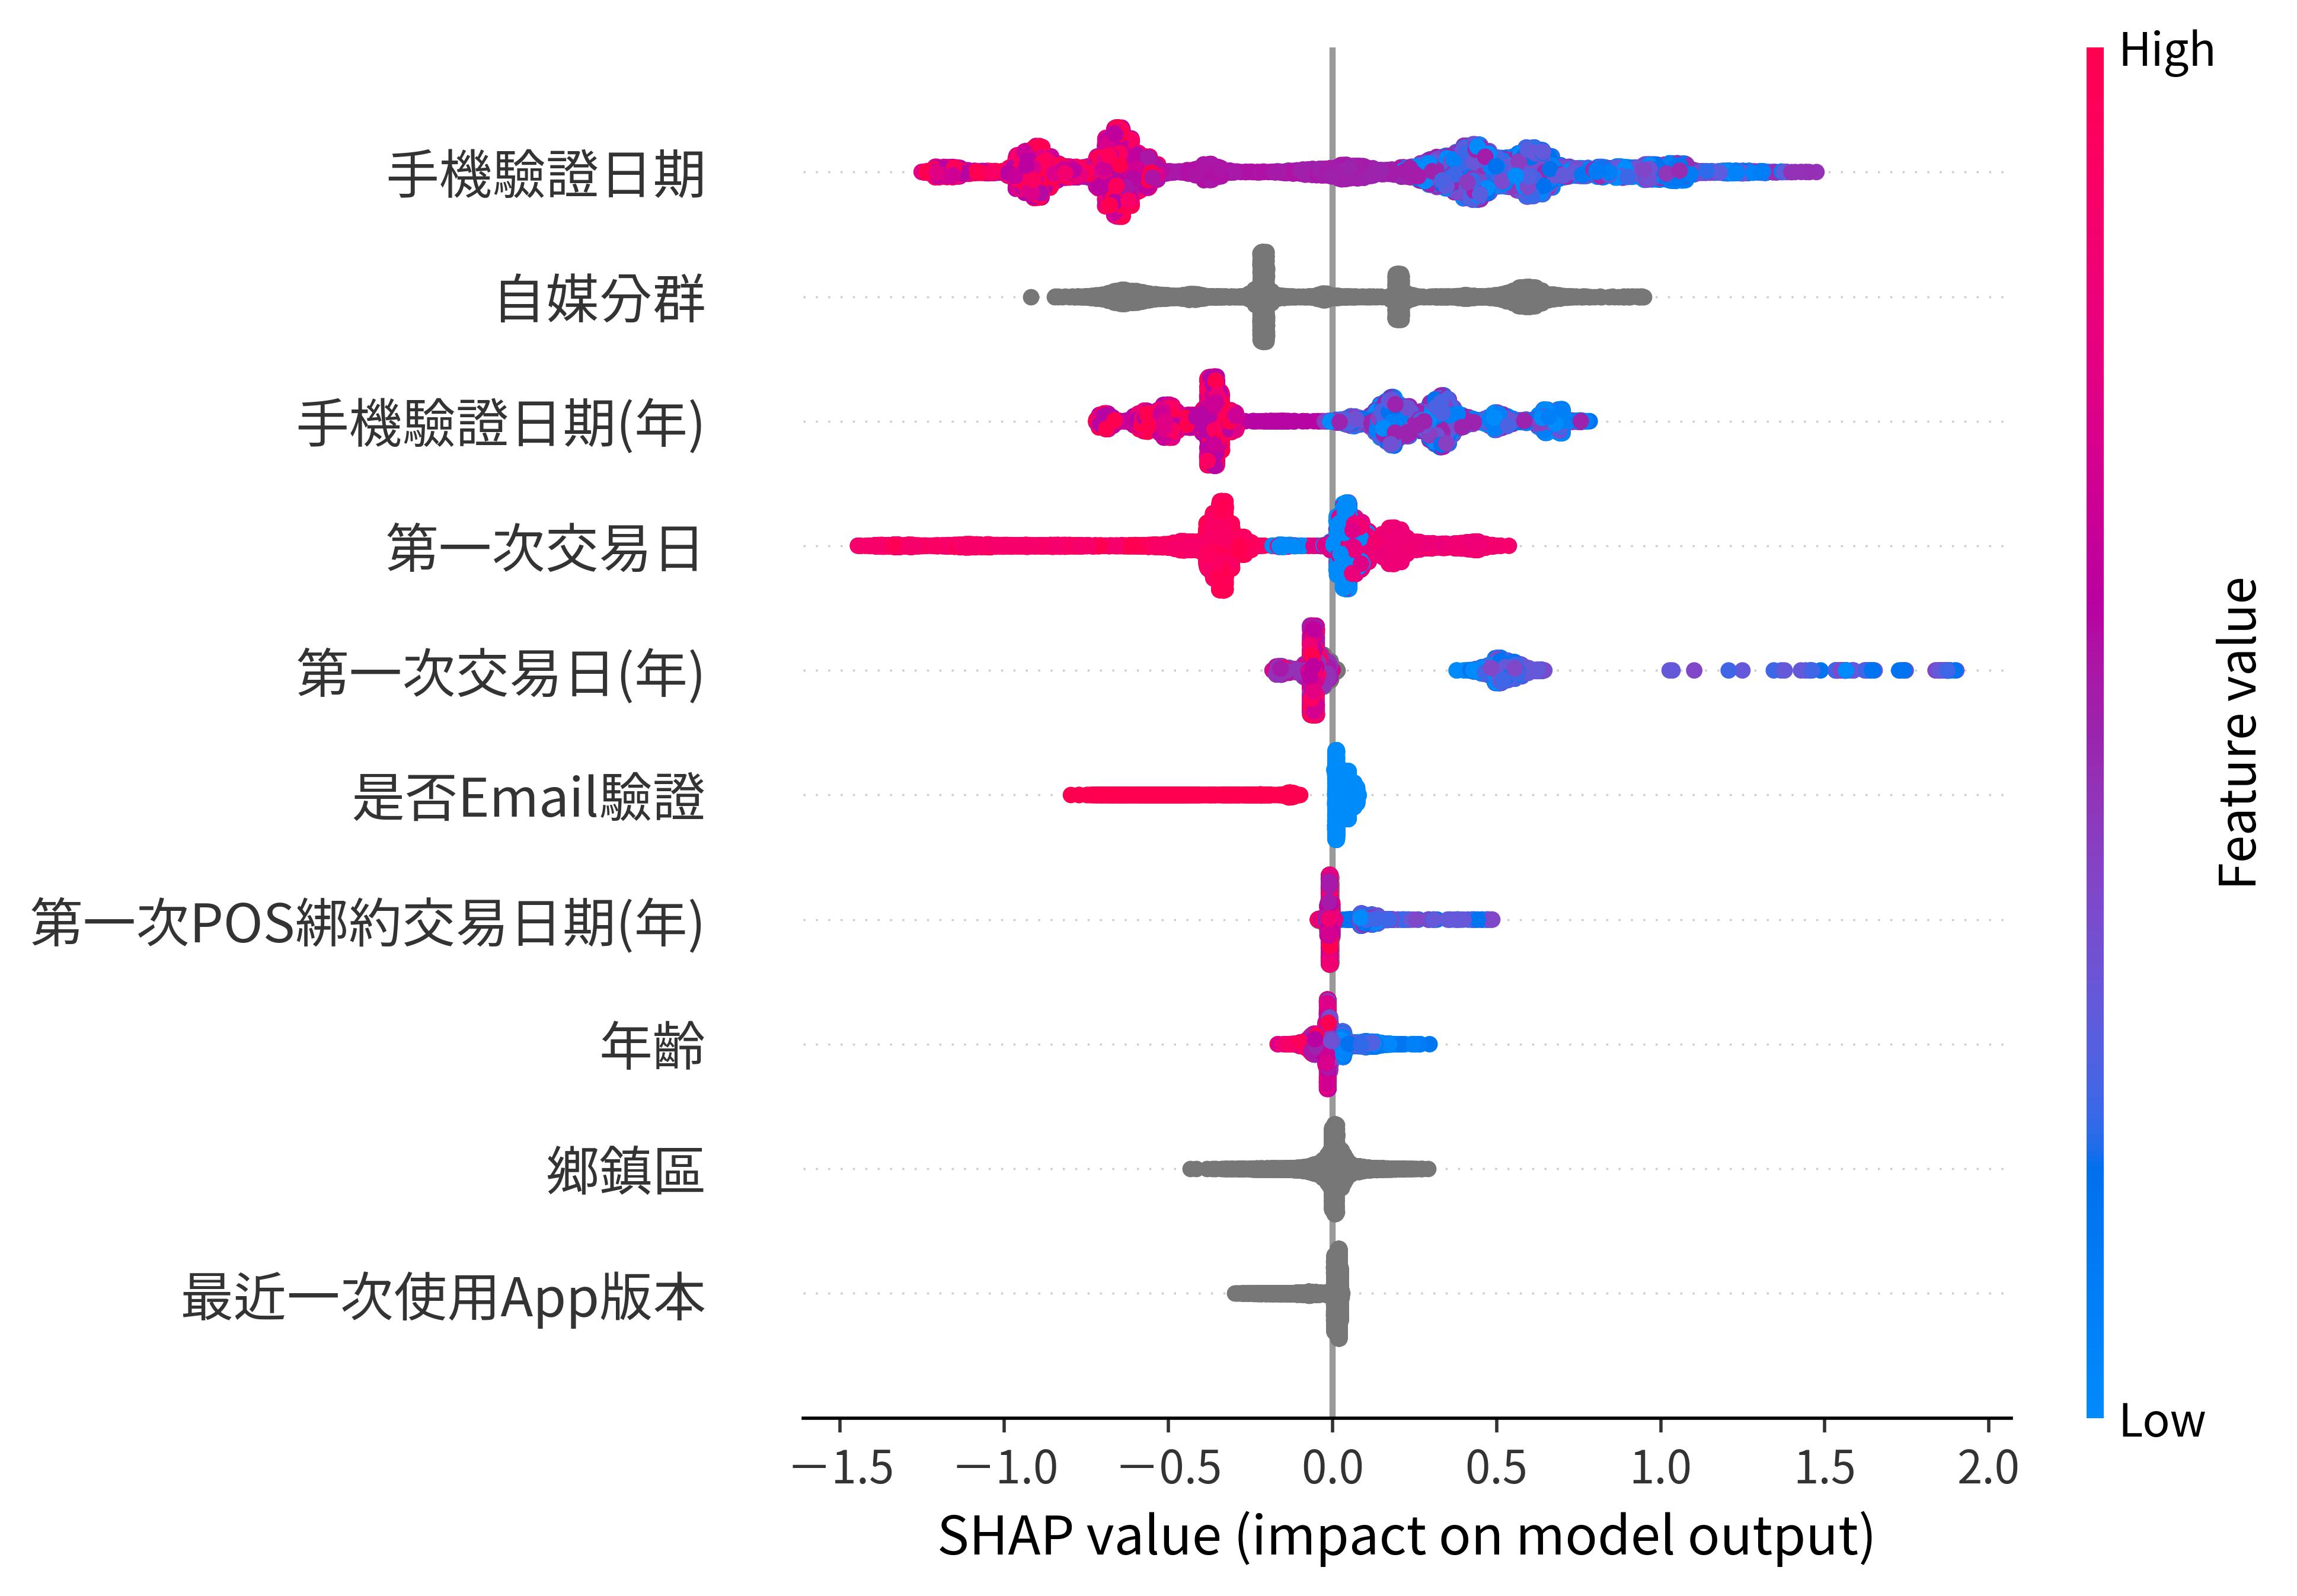 High
手機驗證日期
自媒分群
手機驗證日期(年)
第一次交易日
第一次交易日(年)
是否Email驗證
第一次POS綁約交易日期(年)
年齡
鄉鎮區
最近一次使用App版本
Feature value
Low
−1.5 −1.0 −0.5 0.0 0.5 1.0 1.5 2.0
SHAP value (impact on model output)